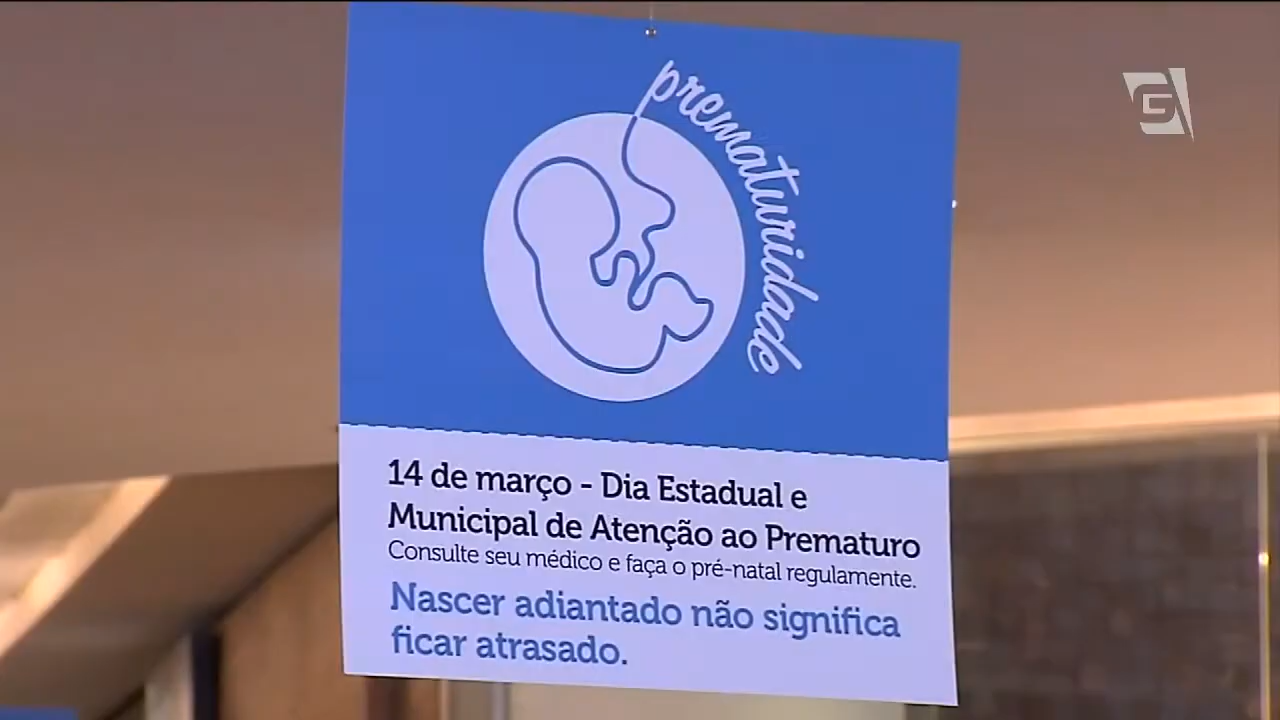 prematuridade
14 de março - Dia Estadual e
Municipal de Atenção ao Prematuro
Consulte seu médico e faça o pré-natal regulamente.
Nascer adiantado não significa
ficar atrasado.